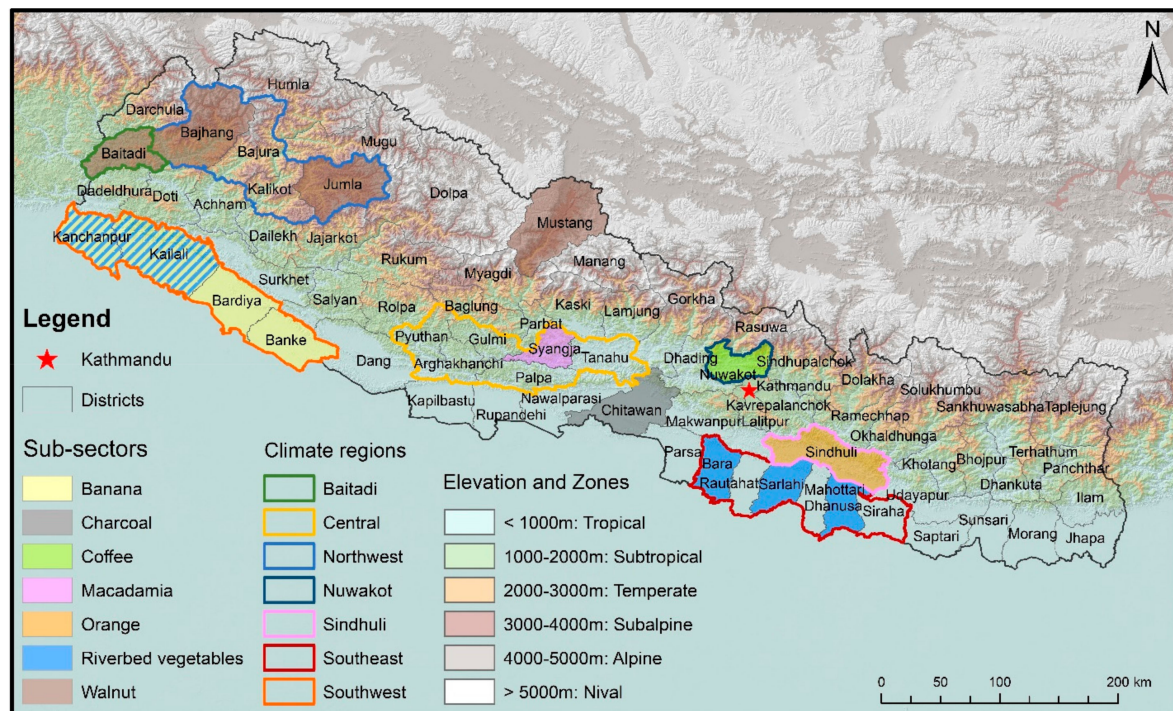 N
Humla
Darchula
Bajhang
Mugu
Baitadi
Bajura
Jumla
Dolpa
Dadeldhura
Doti
Kalikot
Achham
Mustang
Kanchanpur
Kailali
Dailekh
Jajarkot
Manang
Rukum
Surkhet
Myagdi
Gorkha
Bardiya
Salyan
Rolpa
Baglung
Kaski
Lamjung
Rasuwa
Banke
Parbat
Pyuthan
Gulmi
Syangja
Tanahu
Dhading
Sindhupalchok
Dang
Arghakhanchi
Nuwakot
Dolakha
Solukhumbu
Palpa
Kathmandu
Sankhuwasabha
Taplejung
Kapilbastu
Nawalparasi
Chitawan
Kavrepalanchok
Rupandehi
Makwanpur
Lalitpur
Ramechhap
Okhaldhunga
Terhathum
Parsa
Bara
Sindhuli
Khotang
Bhojpur
Panchthar
Rautahat
Sarlahi
Mahottari
Udayapur
Dhankuta
Ilam
Dhanusa
Siraha
Saptari
Sunsari
Morang
Jhapa
Legend
Kathmandu
Districts
Sub-sectors
Banana
Charcoal
Coffee
Macadamia
Orange
Riverbed vegetables
Walnut
Climate regions
Baitadi
Central
Northwest
Nuwakot
Sindhuli
Southeast
Southwest
Elevation and Zones
< 1000m: Tropical
1000-2000m: Subtropical
2000-3000m: Temperate
3000-4000m: Subalpine
4000-5000m: Alpine
> 5000m: Nival
0 50 100 200 km